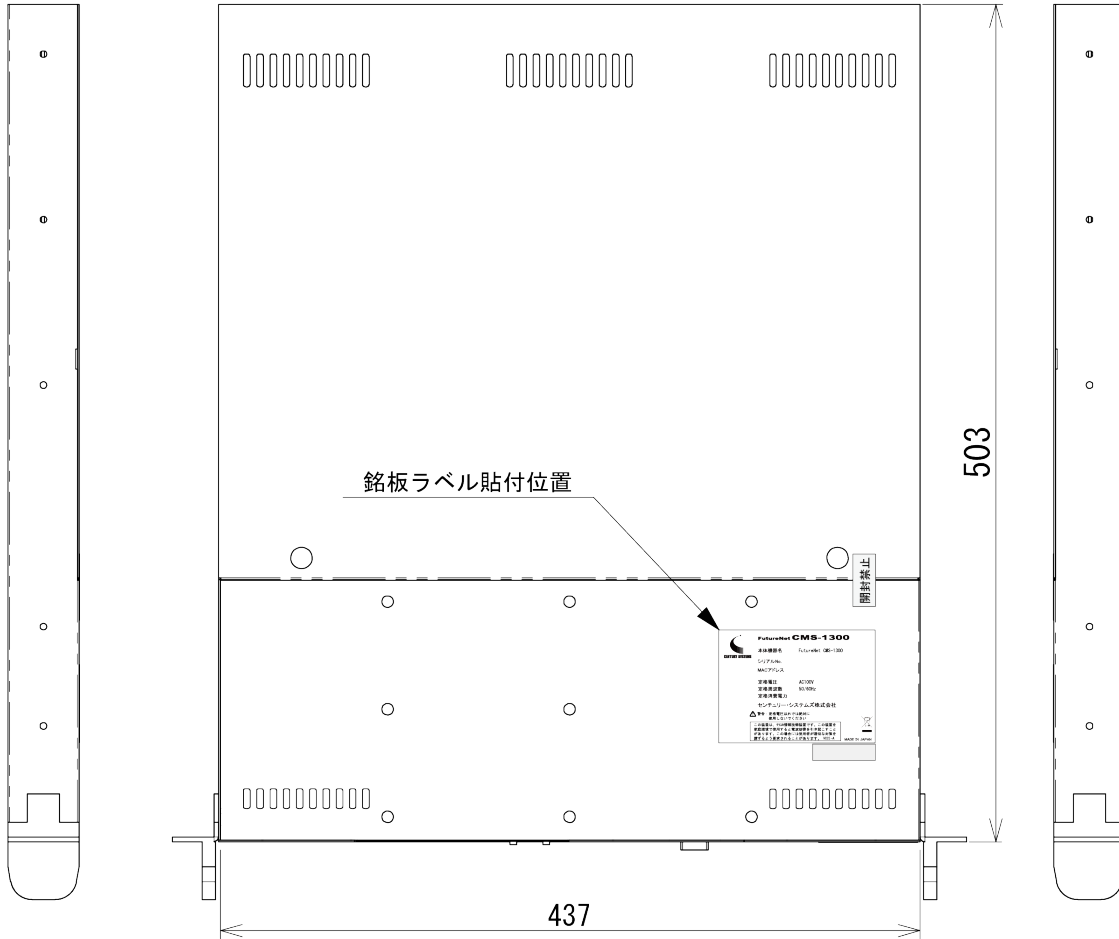 503
銘板ラベル貼付位置
開封禁止
FutureNet CMS-1300
CENTURY SYSTEMS
本体機器名 FutureNet CMS-1300
シリアルNo.
MACアドレス
定格電圧 AC100V
定格周波数 50/60Hz
定格消費電力
センチュリー・システムズ株式会社
MADE IN JAPAN
437